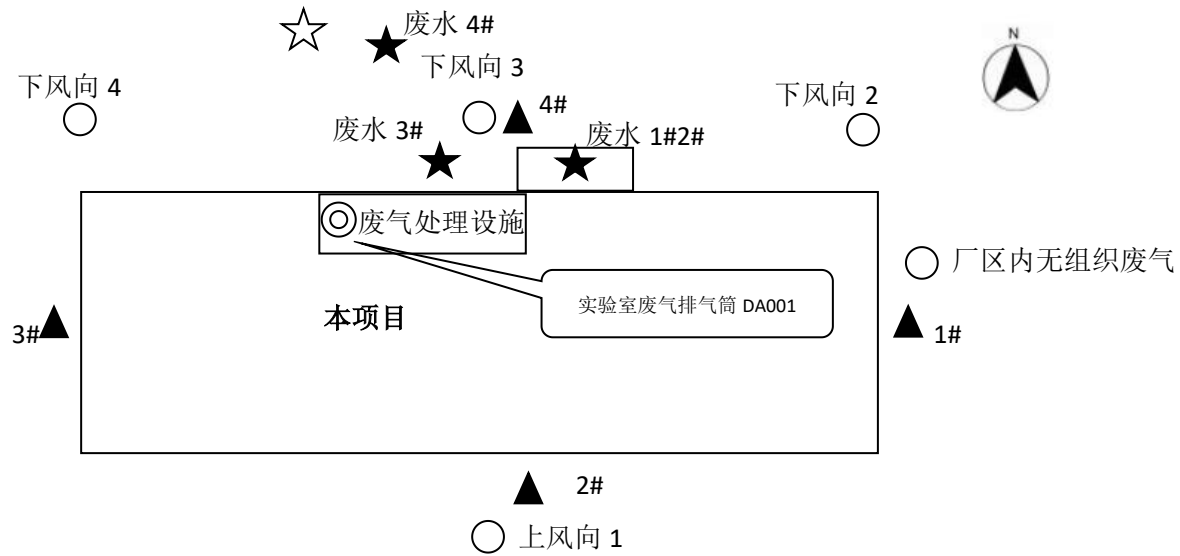 N
废水 4#
下风向 3
下风向 4
下风向 2
4#
废水 3#
废水 1#2#
废气处理设施
厂区内无组织废气
实验室废气排气筒 DA001
本项目
3#
1#
2#
上风向 1